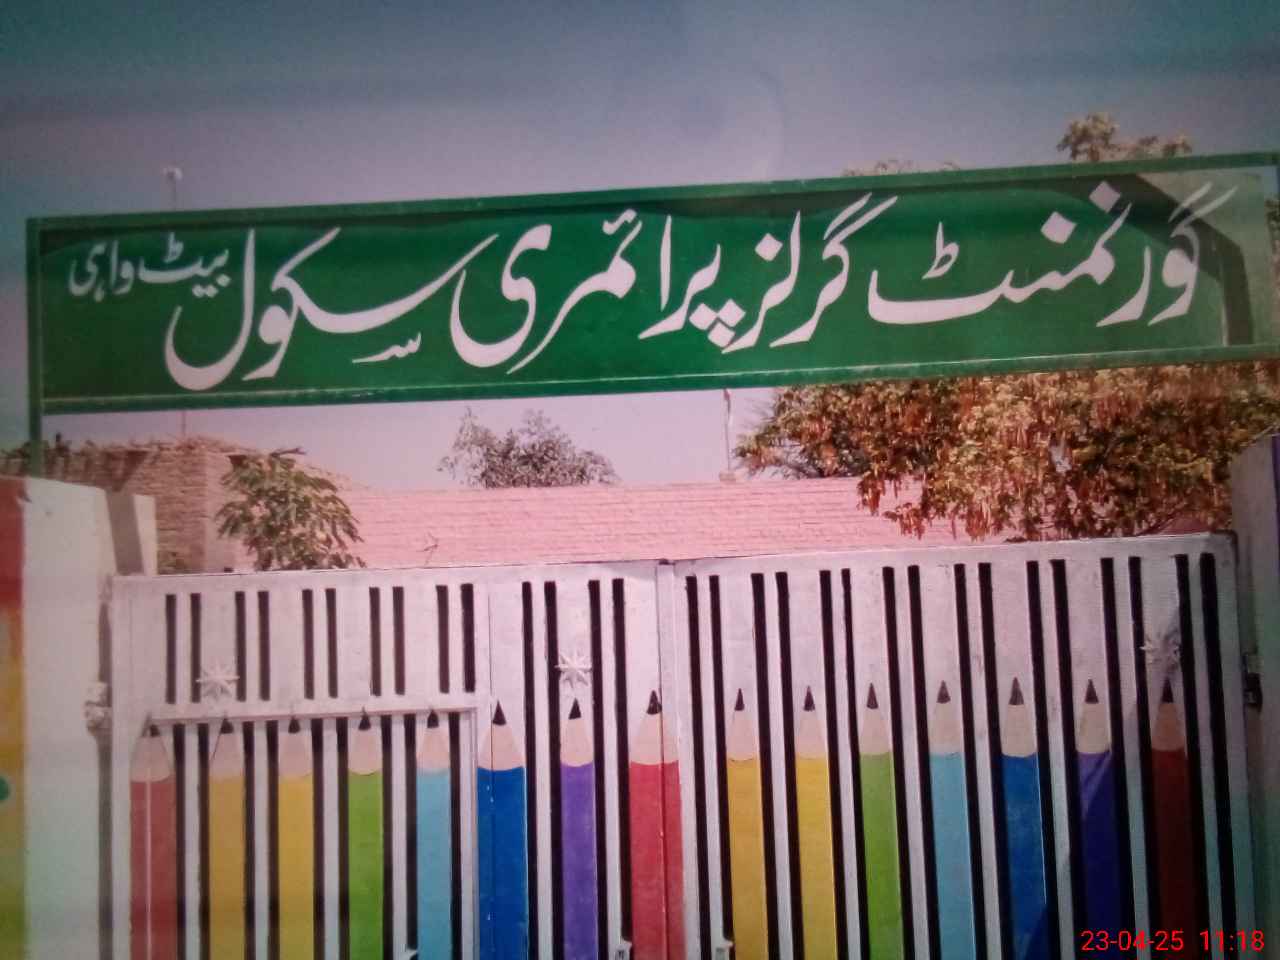 گورنمنٹ گرلز پرائمری سکول بیٹ واہی
23-04-25 11:18